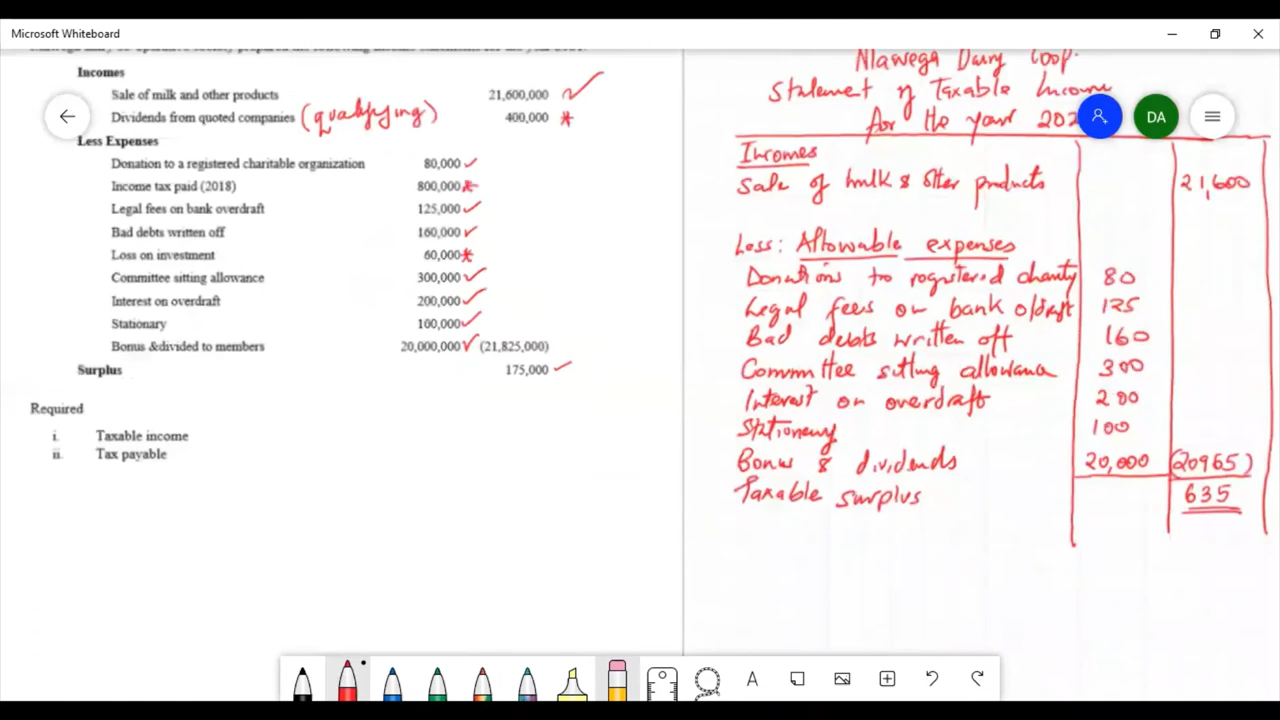 Microsoft Whiteboard
Incomes
Sale of milk and other products 21,600,000
Dividends from quoted companies (qualifying) 400,000 *
Less Expenses
Donation to a registered charitable organization 80,000
Income tax paid (2018) 800,000 *
Legal fees on bank overdraft 125,000
Bad debts written off 160,000
Loss on investment 60,000 *
Committee sitting allowance 300,000
Interest on overdraft 200,000
Stationary 100,000
Bonus &divided to members 20,000,000 (21,825,000)
Surplus 175,000
Required
i. Taxable income
ii. Tax payable
Dairy Coop.
Statement of Taxable Income
for the year 202
DA
Incomes
Sale of milk & other products 21,600
Less: Allowable expenses
Donations to registered charity 80
Legal fees on bank o/draft 125
Bad debts written off 160
Committee sitting allowance 300
Interest on overdraft 200
Stationery 100
Bonus & dividends 20,000 (20965)
Taxable surplus 635
A